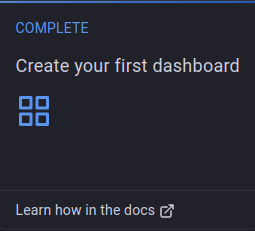 COMPLETE
Create your first dashboard
Learn how in the docs